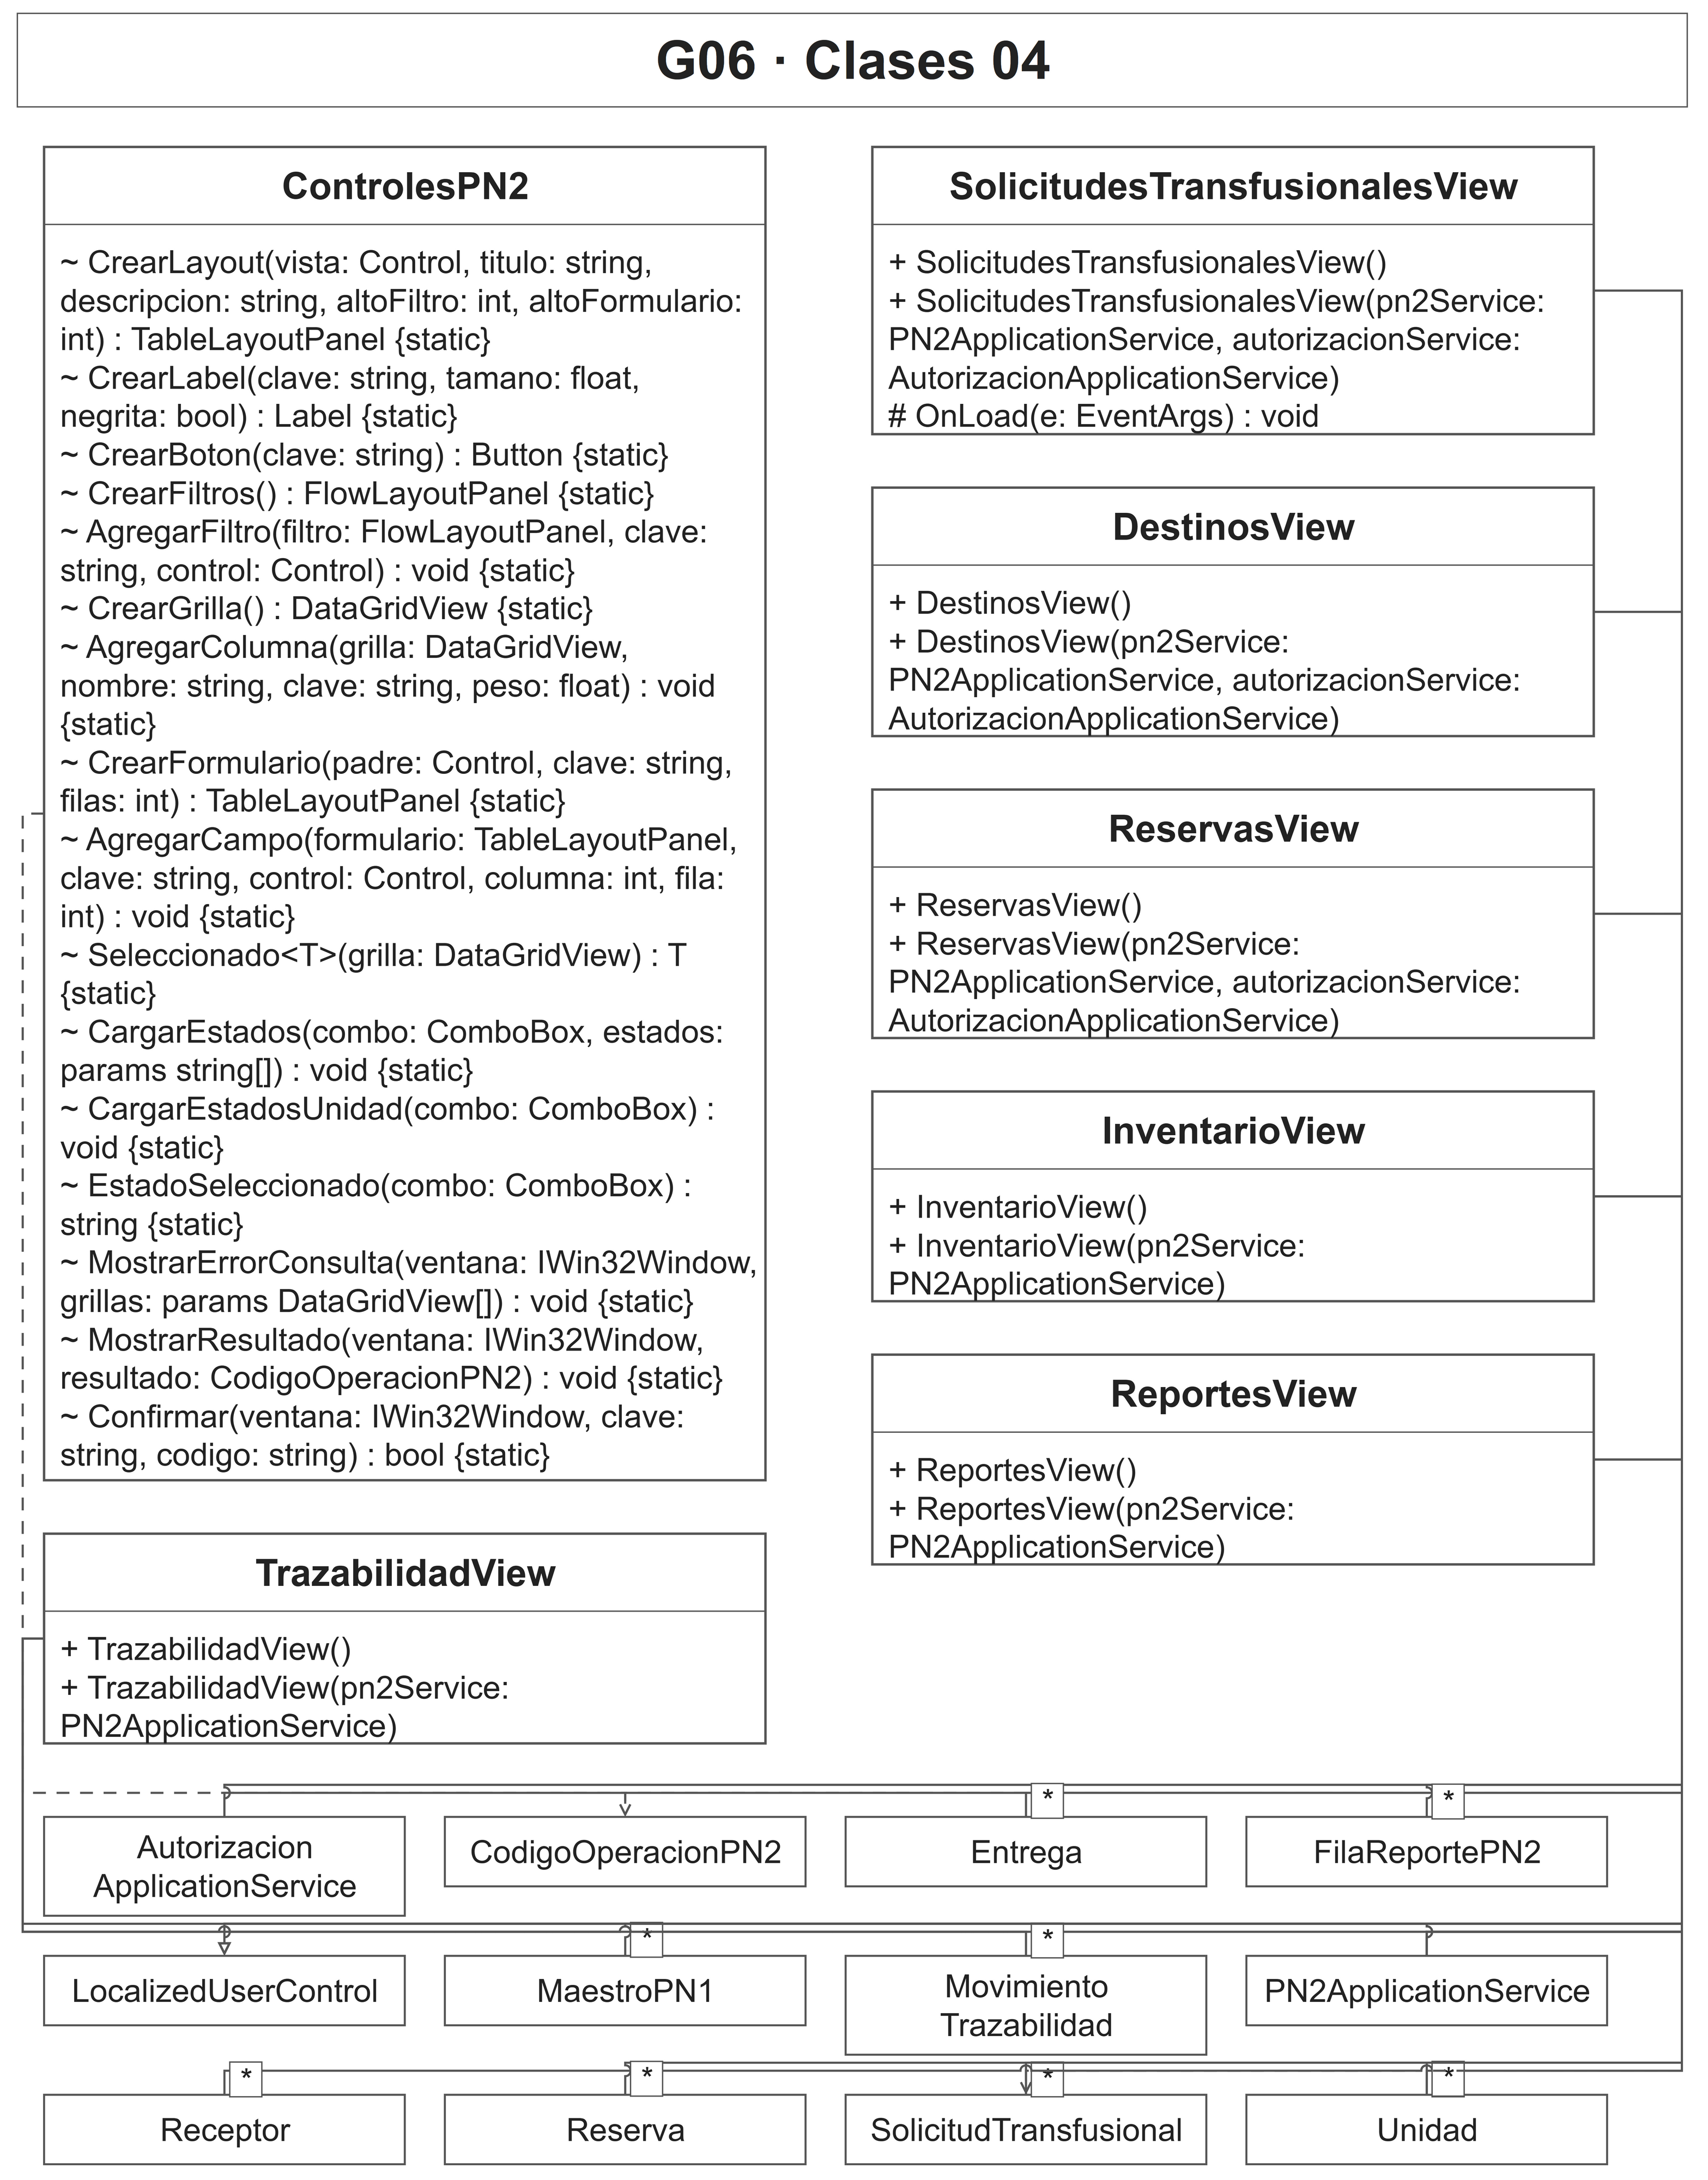 G06 · Clases 04
ControlesPN2
~ CrearLayout(vista: Control, titulo: string,
descripcion: string, altoFiltro: int, altoFormulario:
int) : TableLayoutPanel {static}
~ CrearLabel(clave: string, tamano: float,
negrita: bool) : Label {static}
~ CrearBoton(clave: string) : Button {static}
~ CrearFiltros() : FlowLayoutPanel {static}
~ AgregarFiltro(filtro: FlowLayoutPanel, clave:
string, control: Control) : void {static}
~ CrearGrilla() : DataGridView {static}
~ AgregarColumna(grilla: DataGridView,
nombre: string, clave: string, peso: float) : void
{static}
~ CrearFormulario(padre: Control, clave: string,
filas: int) : TableLayoutPanel {static}
~ AgregarCampo(formulario: TableLayoutPanel,
clave: string, control: Control, columna: int, fila:
int) : void {static}
~ Seleccionado<T>(grilla: DataGridView) : T
{static}
~ CargarEstados(combo: ComboBox, estados:
params string[]) : void {static}
~ CargarEstadosUnidad(combo: ComboBox) :
void {static}
~ EstadoSeleccionado(combo: ComboBox) :
string {static}
~ MostrarErrorConsulta(ventana: IWin32Window,
grillas: params DataGridView[]) : void {static}
~ MostrarResultado(ventana: IWin32Window,
resultado: CodigoOperacionPN2) : void {static}
~ Confirmar(ventana: IWin32Window, clave:
string, codigo: string) : bool {static}
SolicitudesTransfusionalesView
+ SolicitudesTransfusionalesView()
+ SolicitudesTransfusionalesView(pn2Service:
PN2ApplicationService, autorizacionService:
AutorizacionApplicationService)
# OnLoad(e: EventArgs) : void
DestinosView
+ DestinosView()
+ DestinosView(pn2Service:
PN2ApplicationService, autorizacionService:
AutorizacionApplicationService)
ReservasView
+ ReservasView()
+ ReservasView(pn2Service:
PN2ApplicationService, autorizacionService:
AutorizacionApplicationService)
InventarioView
+ InventarioView()
+ InventarioView(pn2Service:
PN2ApplicationService)
ReportesView
+ ReportesView()
+ ReportesView(pn2Service:
PN2ApplicationService)
TrazabilidadView
+ TrazabilidadView()
+ TrazabilidadView(pn2Service:
PN2ApplicationService)
*
*
Autorizacion
ApplicationService
CodigoOperacionPN2
Entrega
FilaReportePN2
*
*
LocalizedUserControl
MaestroPN1
Movimiento
Trazabilidad
PN2ApplicationService
*
*
*
*
Receptor
Reserva
SolicitudTransfusional
Unidad